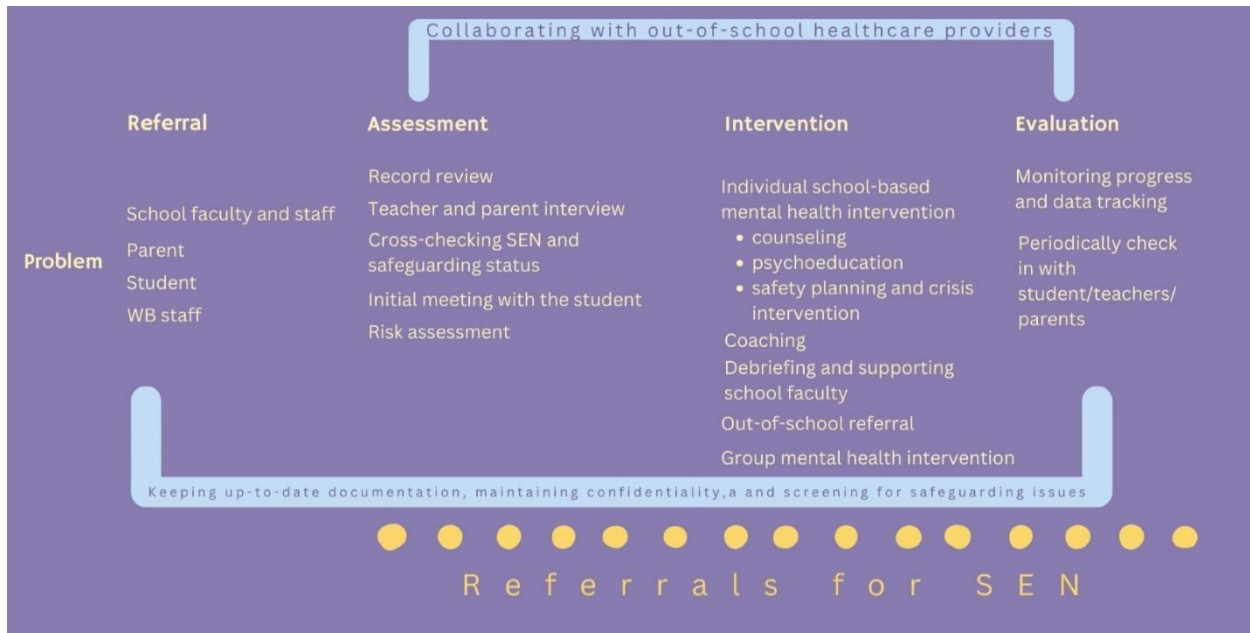 Collaborating with out-of-school healthcare providers
Problem
Referral
School faculty and staff
Parent
Student
WB staff
Assessment
Record review
Teacher and parent interview
Cross-checking SEN and
safeguarding status
Initial meeting with the student
Risk assessment
Intervention
Individual school-based
mental health intervention
• counseling
• psychoeducation
• safety planning and crisis
intervention
Coaching
Debriefing and supporting
school faculty
Out-of-school referral
Group mental health intervention
Evaluation
Monitoring progress
and data tracking
Periodically check
in with
student/teachers/
parents
Keeping up-to-date documentation, maintaining confidentiality,a and screening for safeguarding issues
Referrals for SEN